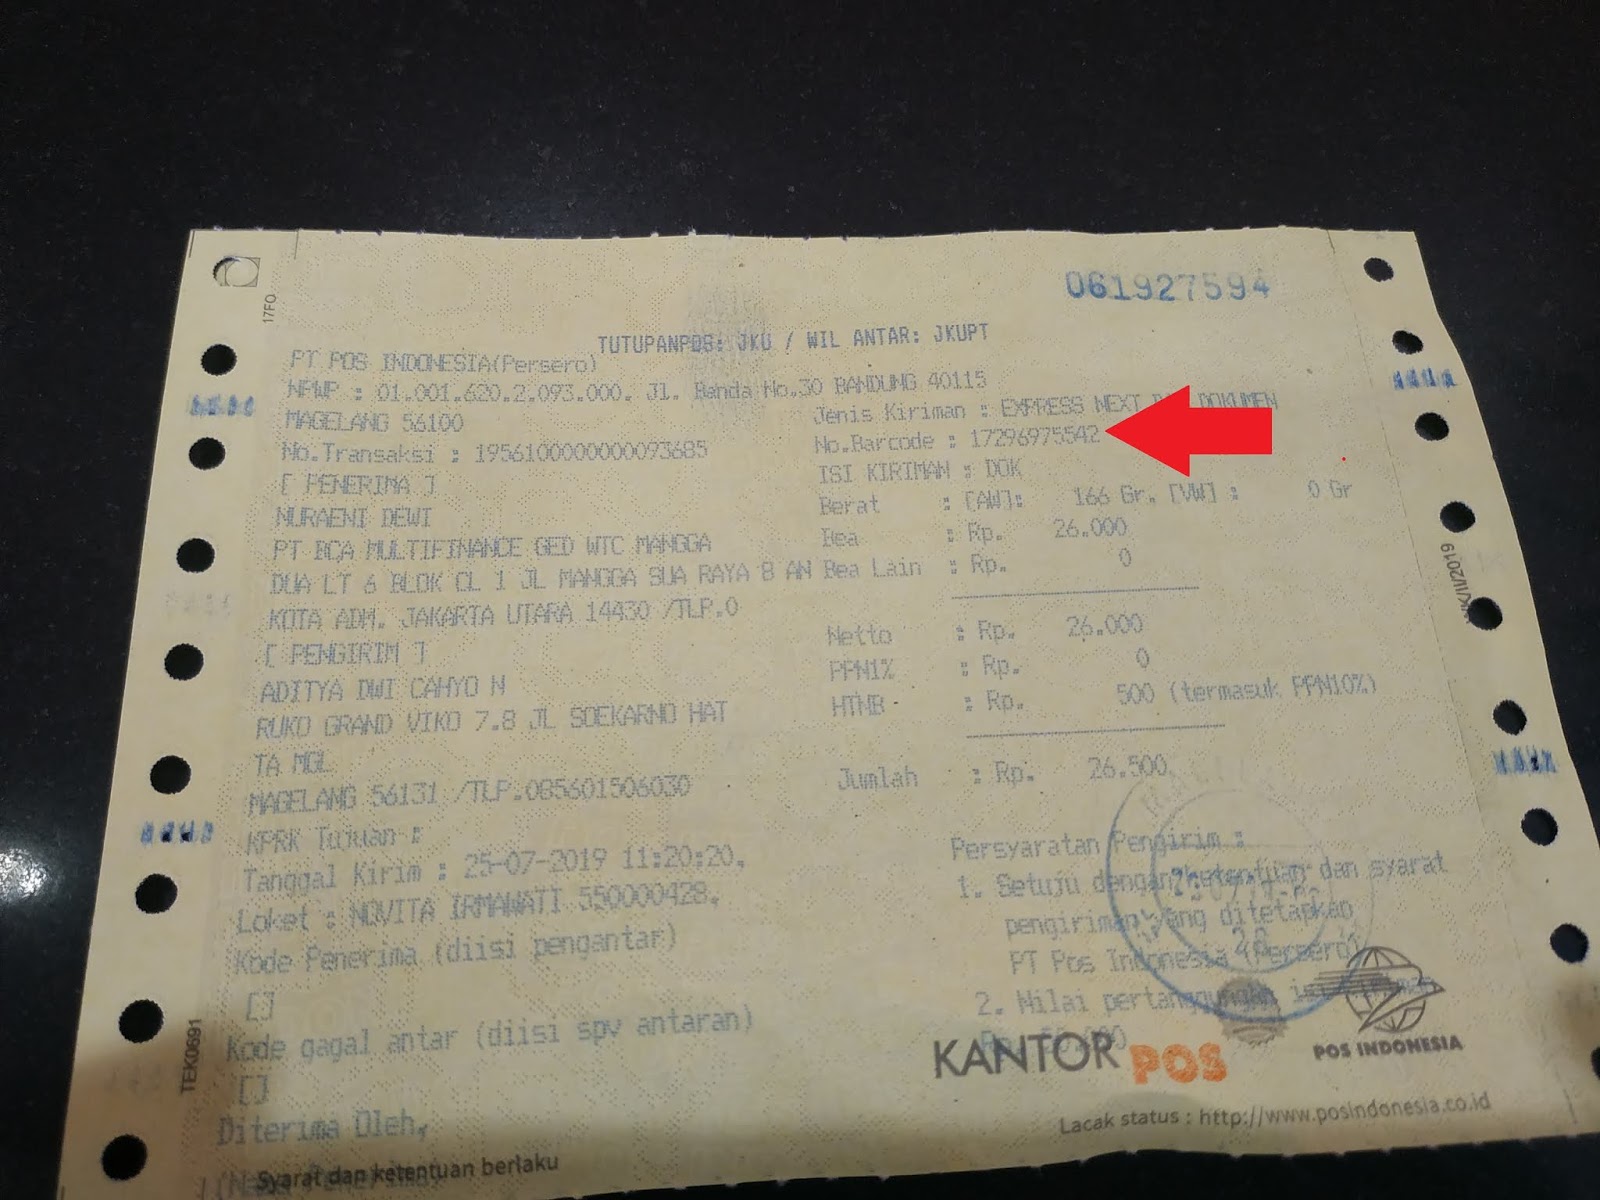 061927594
17FO
TUTUPANPOS: JKU / WIL ANTAR: JKUPT
PT POS INDONESIA(Persero)
NPWP : 01.001.620.2.093.000. Jl. Banda No.30 BANDUNG 40115
MAGELANG 56100
No.Transaksi : 1956100000000093685
[ PENERIMA ]
NURAENI DEWI
PT BCA MULTIFINANCE GED WTC MANGGA
DUA LT 6 BLOK CL 1 JL MANGGA SUA RAYA 8 AN
KOTA ADM. JAKARTA UTARA 14430 /TLP.0
[ PENGIRIM ]
ADITYA DWI CAHYO N
RUKO GRAND VIKO 7.8 JL SOEKARNO HAT
TA MGL
MAGELANG 56131 /TLP.085601506030
KPRK Tujuan :
Tanggal Kirim : 25-07-2019 11:20:20.
Loket : NOVITA IRMAWATI 550000428.
Kode Penerima (diisi pengantar)
[]
Kode gagal antar (diisi spv antaran)
[]
Diterima Oleh,
Syarat dan ketentuan berlaku
Jenis Kiriman : EXPRESS NEXT DOKUMEN
No.Barcode : 17296975542
ISI KIRIMAN : DOK
Berat : [AW]: 166 Gr. [VW] : 0 Gr
Bea : Rp. 26.000
Bea Lain : Rp. 0
Netto : Rp. 26.000
PPN1% : Rp. 0
HTNB : Rp. 500 (termasuk PPN10%)
Jumlah : Rp. 26.500
Persyaratan Pengirim :
1. Setuju dengan ketentuan dan syarat
pengiriman yang ditetapkan
PT Pos Indonesia (Persero)
2. Nilai pertanggungan
KANTOR POS
POS INDONESIA
Lacak status : http://www.posindonesia.co.id
TEK0691